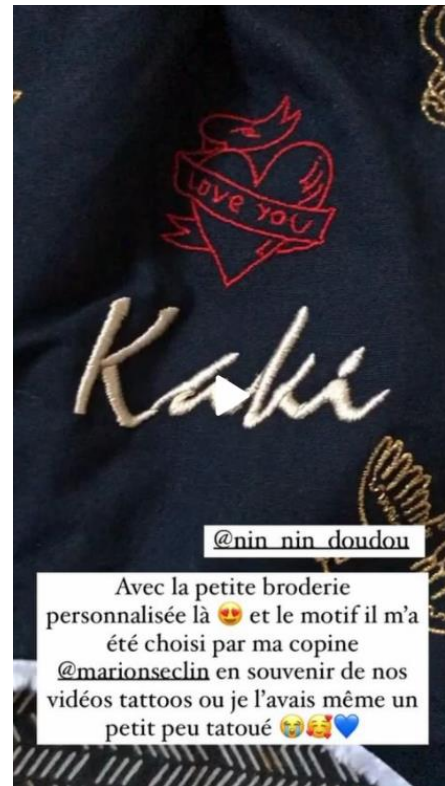 Love you
Kaki
@nin_nin_doudou
Avec la petite broderie
personnalisée là 😍 et le motif il m’a
été choisi par ma copine
@marionseclin en souvenir de nos
vidéos tattoos ou je l’avais même un
petit peu tatoué 😭🥰💙